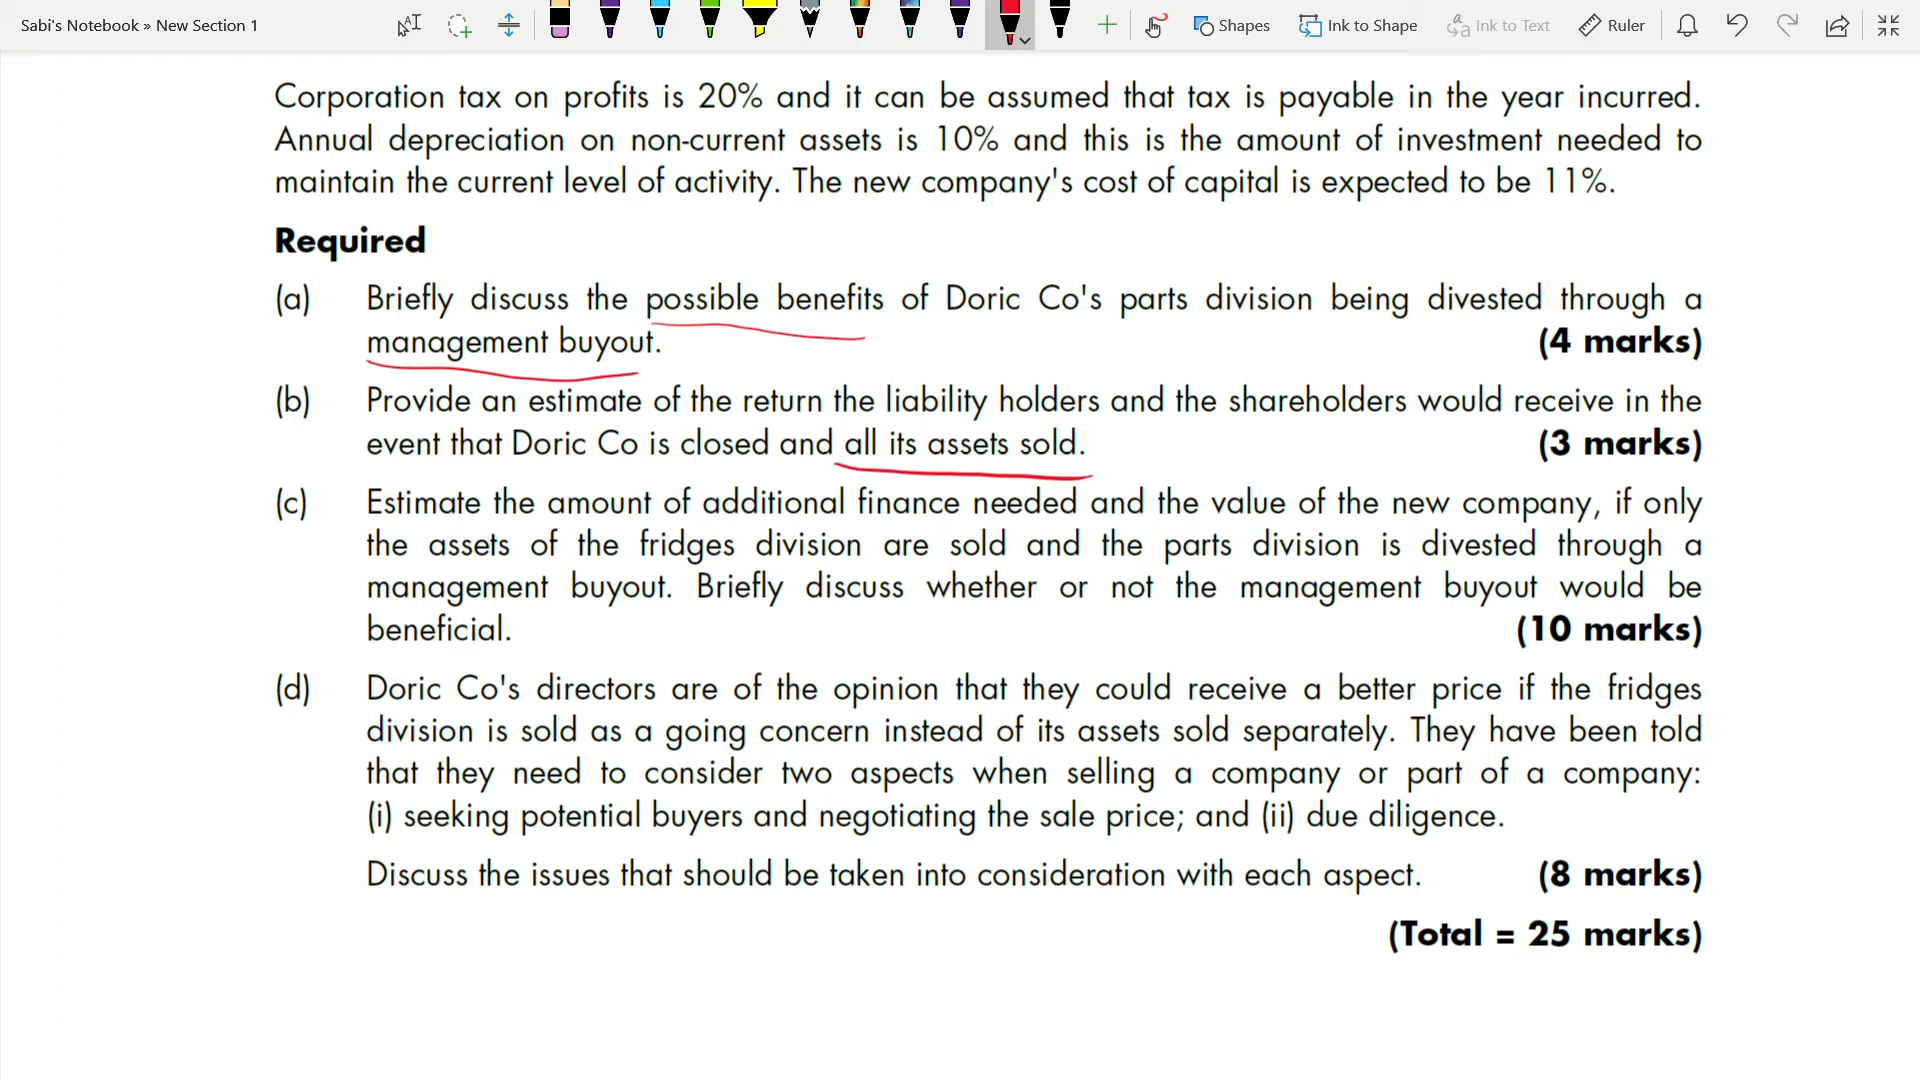 Sabi's Notebook » New Section 1
Shapes
Ink to Shape
Ink to Text
Ruler
Corporation tax on profits is 20% and it can be assumed that tax is payable in the year incurred.
Annual depreciation on non-current assets is 10% and this is the amount of investment needed to
maintain the current level of activity. The new company's cost of capital is expected to be 11%.
Required
(a) Briefly discuss the possible benefits of Doric Co's parts division being divested through a
management buyout. (4 marks)
(b) Provide an estimate of the return the liability holders and the shareholders would receive in the
event that Doric Co is closed and all its assets sold. (3 marks)
(c) Estimate the amount of additional finance needed and the value of the new company, if only
the assets of the fridges division are sold and the parts division is divested through a
management buyout. Briefly discuss whether or not the management buyout would be
beneficial. (10 marks)
(d) Doric Co's directors are of the opinion that they could receive a better price if the fridges
division is sold as a going concern instead of its assets sold separately. They have been told
that they need to consider two aspects when selling a company or part of a company:
(i) seeking potential buyers and negotiating the sale price; and (ii) due diligence.
Discuss the issues that should be taken into consideration with each aspect. (8 marks)
(Total = 25 marks)